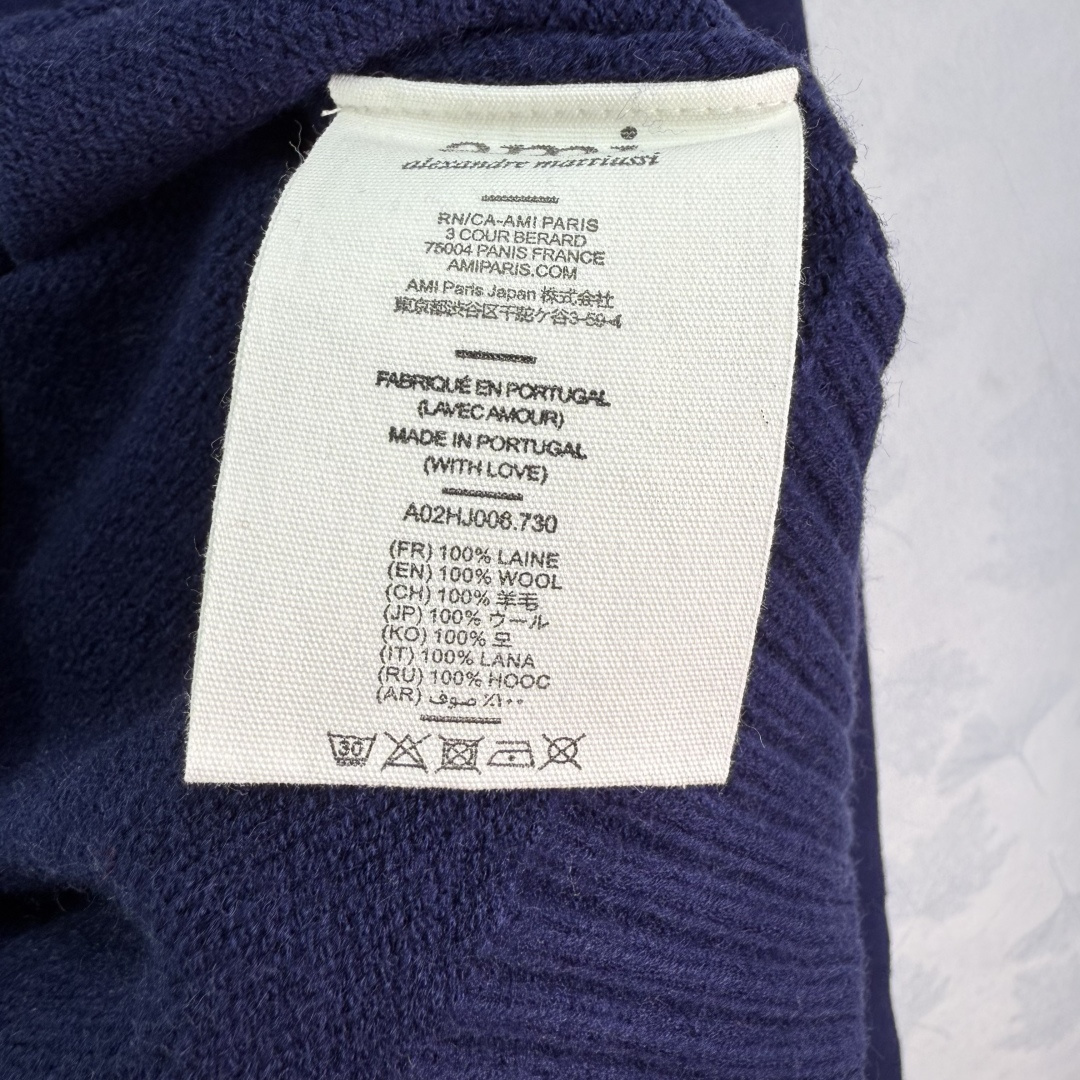 ami
alexandre mattiussi
RN/CA-AMI PARIS
3 COUR BERARD
75004 PANIS FRANCE
AMIPARIS.COM
AMI Paris Japan 株式会社
東京都渋谷区千駝ケ谷3-59-4
FABRIQUÉ EN PORTUGAL
(LAVEC AMOUR)
MADE IN PORTUGAL
(WITH LOVE)
A02HJ006.730
(FR) 100% LAINE
(EN) 100% WOOL
(CH) 100% 羊毛
(JP) 100% ウール
(KO) 100% 모
(IT) 100% LANA
(RU) 100% HOOC
(AR) ١٠٠٪ صوف
30